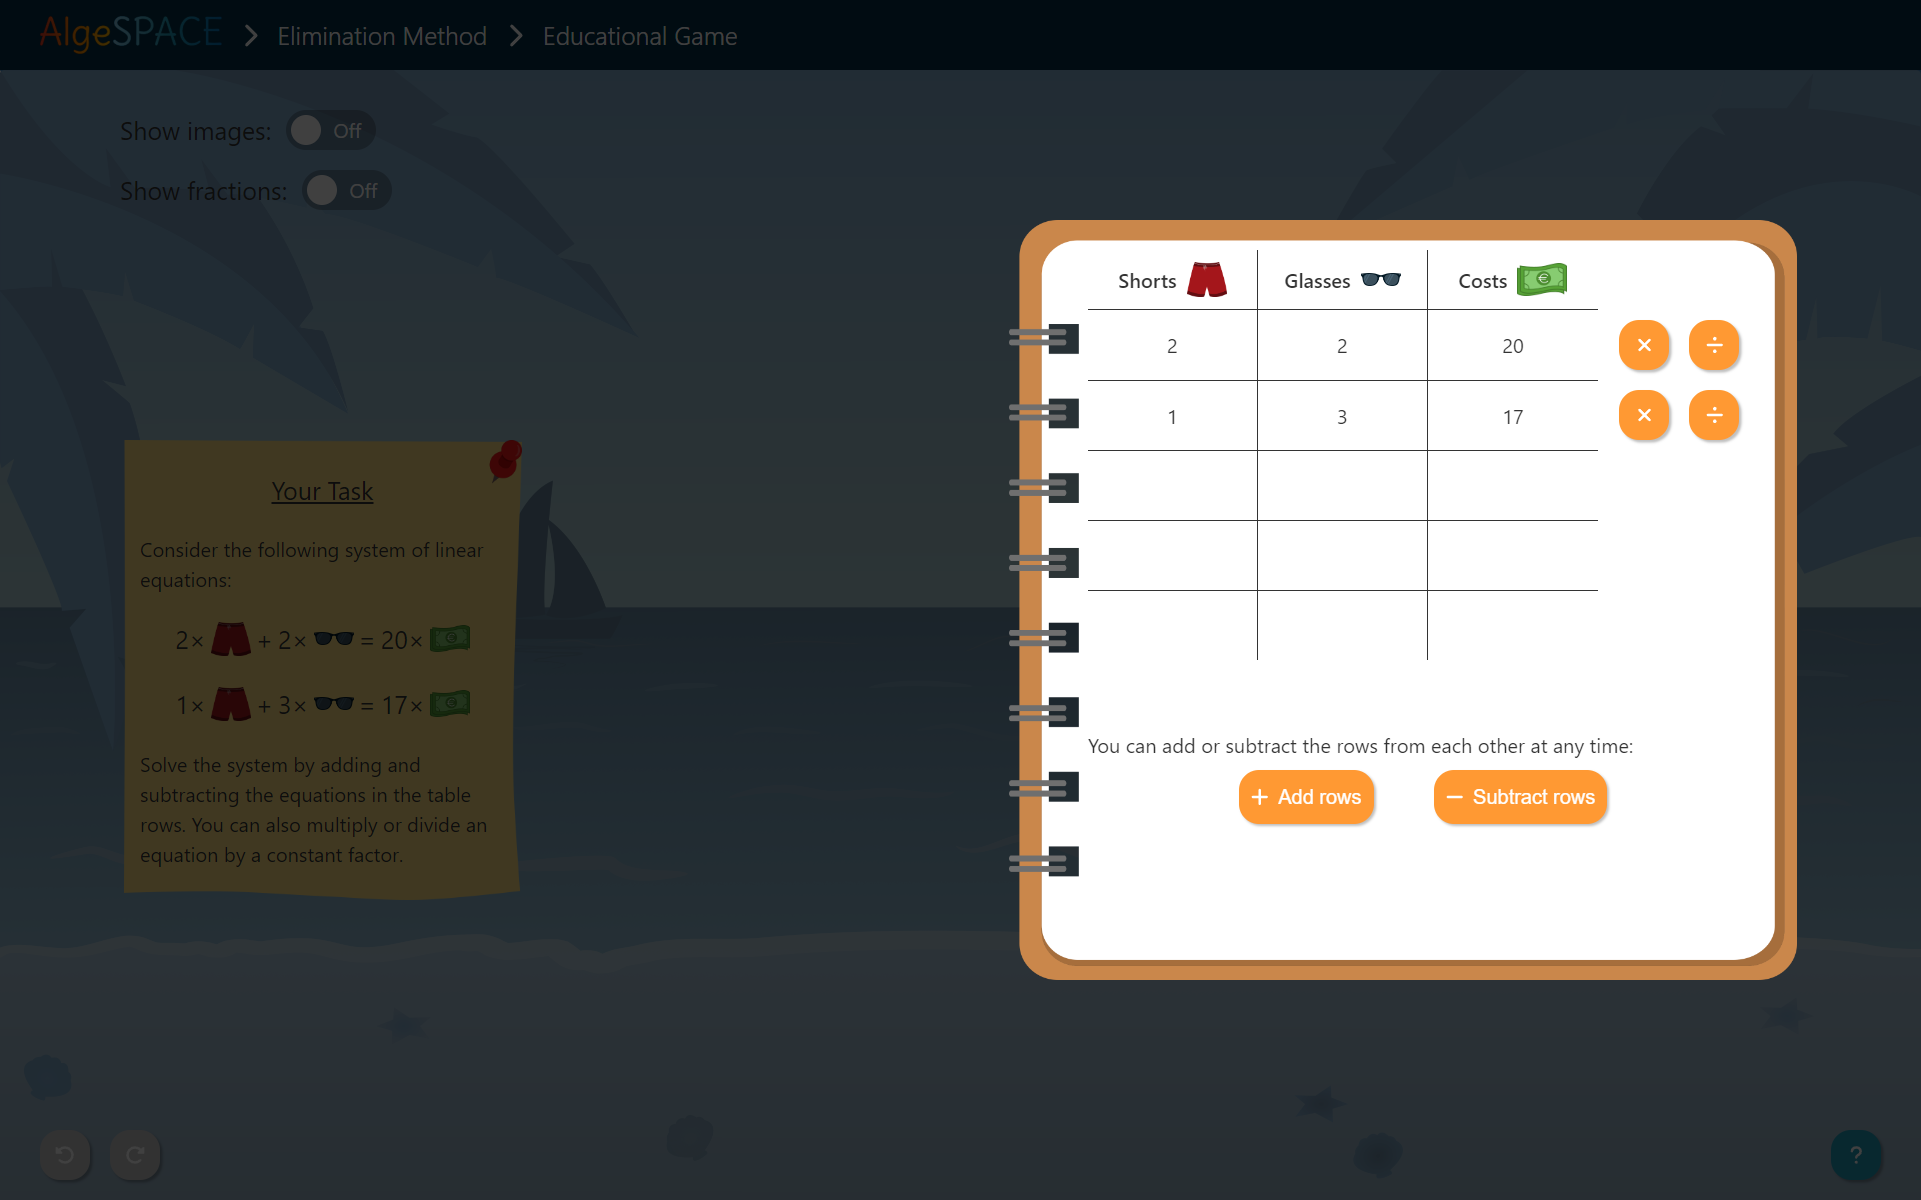 AlgeSPACE > Elimination Method > Educational Game
Show images: Off
Show fractions: Off
Your Task
Consider the following system of linear
equations:
2× + 2× = 20×
1× + 3× = 17×
Solve the system by adding and
subtracting the equations in the table
rows. You can also multiply or divide an
equation by a constant factor.
Shorts Glasses Costs
2 2 20 × ÷
1 3 17 × ÷
You can add or subtract the rows from each other at any time:
+ Add rows − Subtract rows
?